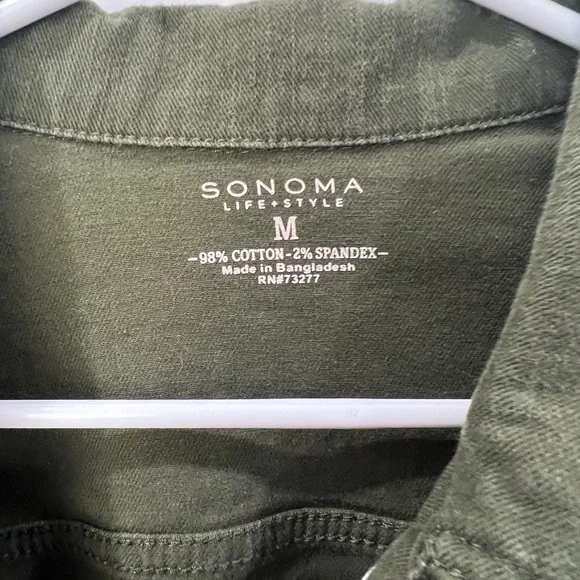 SONOMA
LIFE+STYLE
M
-98% COTTON-2% SPANDEX-
Made in Bangladesh
RN#73277